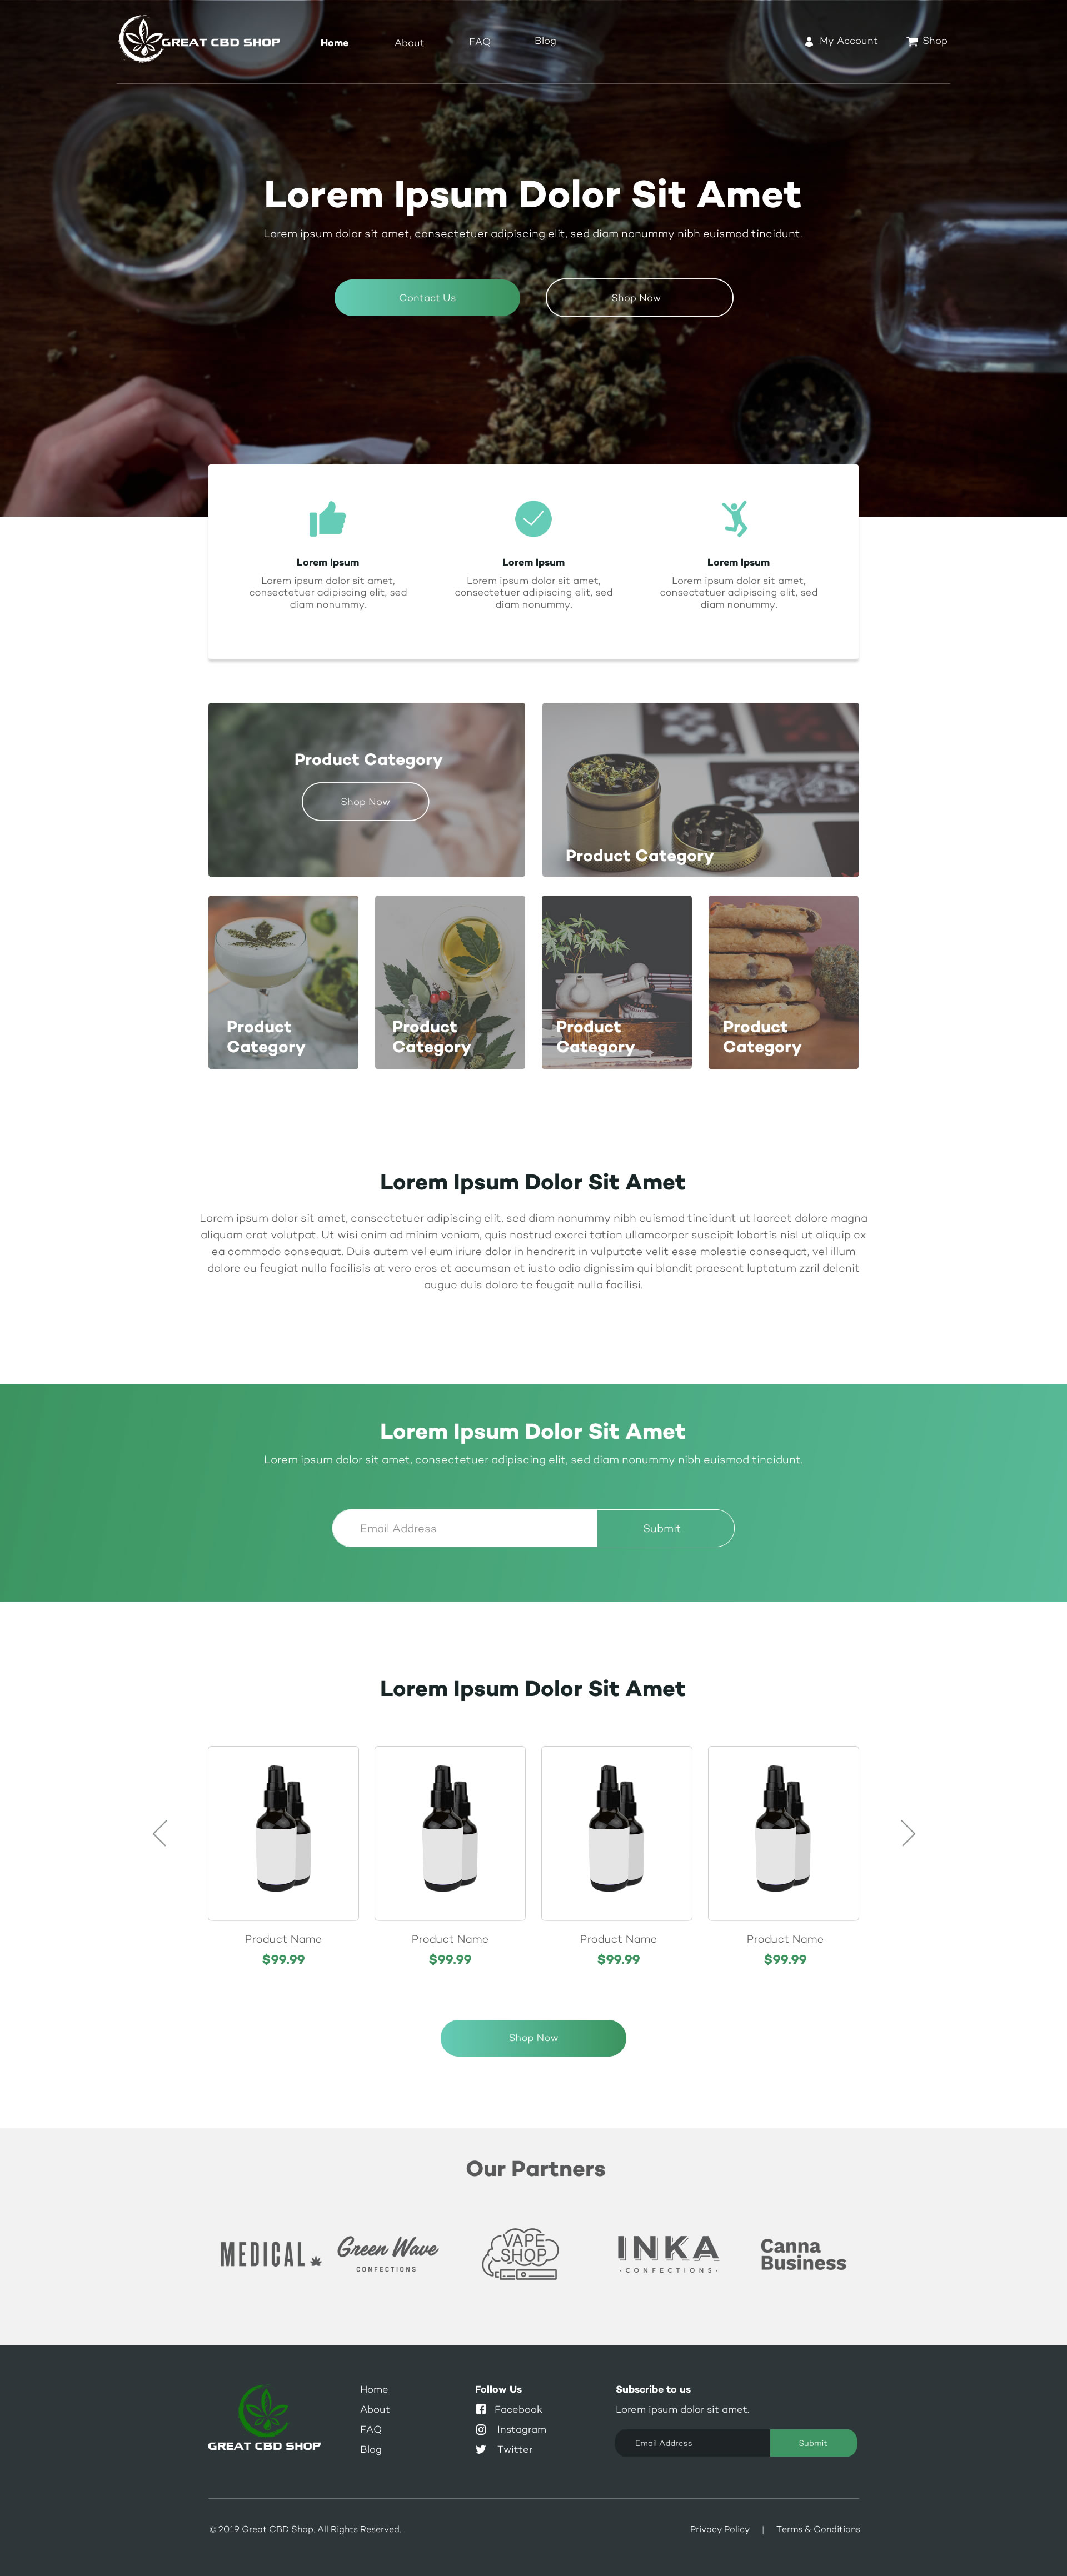 GREAT CBD SHOP
Home
About
FAQ
Blog
My Account
Shop
Lorem Ipsum Dolor Sit Amet
Lorem ipsum dolor sit amet, consectetuer adipiscing elit, sed diam nonummy nibh euismod tincidunt.
Contact Us
Shop Now
Lorem Ipsum
Lorem ipsum dolor sit amet,
consectetuer adipiscing elit, sed
diam nonummy.
Lorem Ipsum
Lorem ipsum dolor sit amet,
consectetuer adipiscing elit, sed
diam nonummy.
Lorem Ipsum
Lorem ipsum dolor sit amet,
consectetuer adipiscing elit, sed
diam nonummy.
Product Category
Shop Now
Product Category
Product
Category
Product
Category
Product
Category
Product
Category
Lorem Ipsum Dolor Sit Amet
Lorem ipsum dolor sit amet, consectetuer adipiscing elit, sed diam nonummy nibh euismod tincidunt ut laoreet dolore magna
aliquam erat volutpat. Ut wisi enim ad minim veniam, quis nostrud exerci tation ullamcorper suscipit lobortis nisl ut aliquip ex
ea commodo consequat. Duis autem vel eum iriure dolor in hendrerit in vulputate velit esse molestie consequat, vel illum
dolore eu feugiat nulla facilisis at vero eros et accumsan et iusto odio dignissim qui blandit praesent luptatum zzril delenit
augue duis dolore te feugait nulla facilisi.
Lorem Ipsum Dolor Sit Amet
Lorem ipsum dolor sit amet, consectetuer adipiscing elit, sed diam nonummy nibh euismod tincidunt.
Email Address
Submit
Lorem Ipsum Dolor Sit Amet
Product Name
$99.99
Product Name
$99.99
Product Name
$99.99
Product Name
$99.99
Shop Now
Our Partners
MEDICAL
Green Wave
CONFECTIONS
VAPE
SHOP
INKA
·CONFECTIONS·
Canna
Business
GREAT CBD SHOP
Home
About
FAQ
Blog
Follow Us
Facebook
Instagram
Twitter
Subscribe to us
Lorem ipsum dolor sit amet.
Email Address
Submit
© 2019 Great CBD Shop. All Rights Reserved.
Privacy Policy | Terms & Conditions